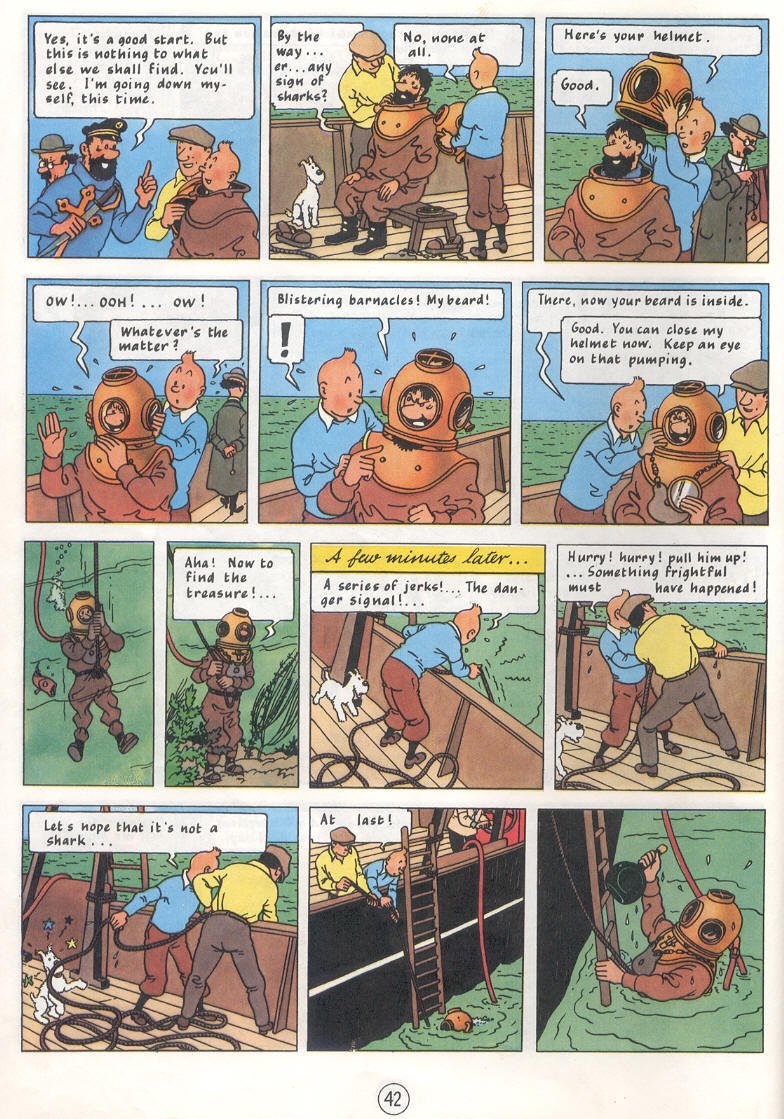 Yes, it's a good start. But
this is nothing to what
else we shall find. You'll
see. I'm going down my-
self, this time.
By the
way ...
er...any
sign of
sharks?
No, none at
all.
Here's your helmet.
Good.
OW!... OOH! ... OW!
Whatever's the
matter?
Blistering barnacles! My beard!
!
There, now your beard is inside.
Good. You can close my
helmet now. Keep an eye
on that pumping.
Aha! Now to
find the
treasure!...
A few minutes later...
A series of jerks!... The dan-
ger signal!...
Hurry! hurry! pull him up!
... Something frightful
must have happened!
Let's hope that it's not a
shark...
At last!
42